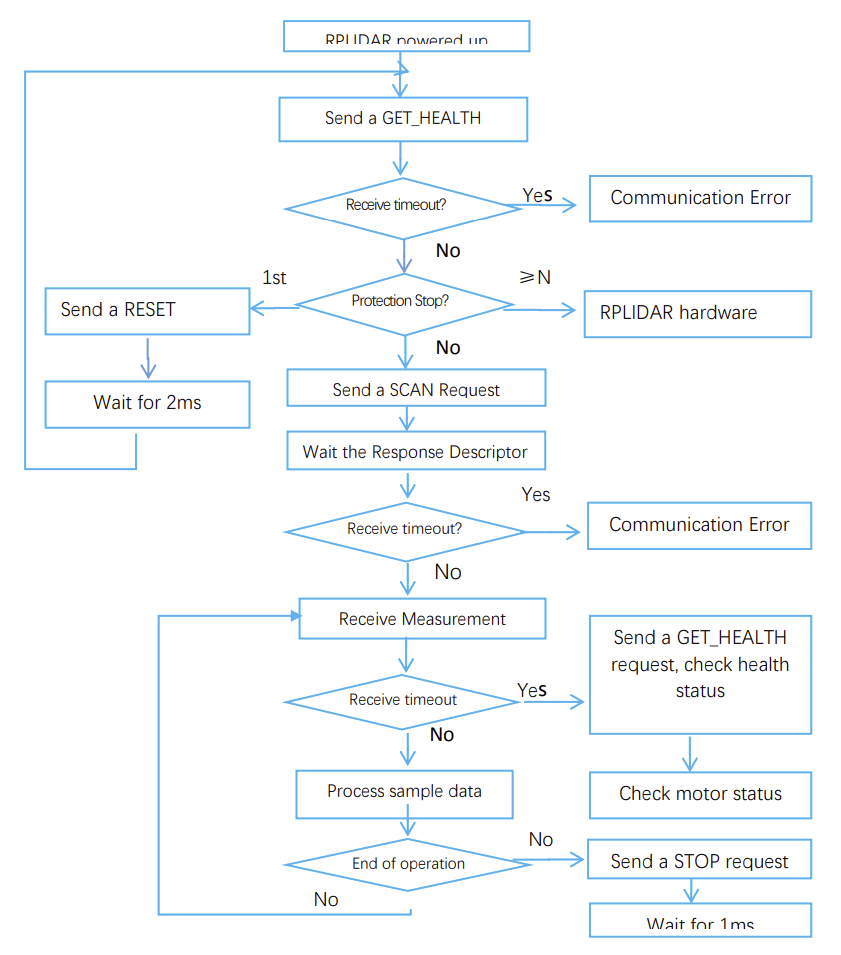 RPLIDAR powered up
Send a GET_HEALTH
Receive timeout?
Yes
Communication Error
No
1st
Protection Stop?
≥N
Send a RESET
RPLIDAR hardware
No
Wait for 2ms
Send a SCAN Request
Wait the Response Descriptor
Yes
Receive timeout?
Communication Error
No
Receive Measurement
Send a GET_HEALTH
request, check health
status
Receive timeout
Yes
No
Process sample data
Check motor status
End of operation
No
Send a STOP request
No
Wait for 1ms